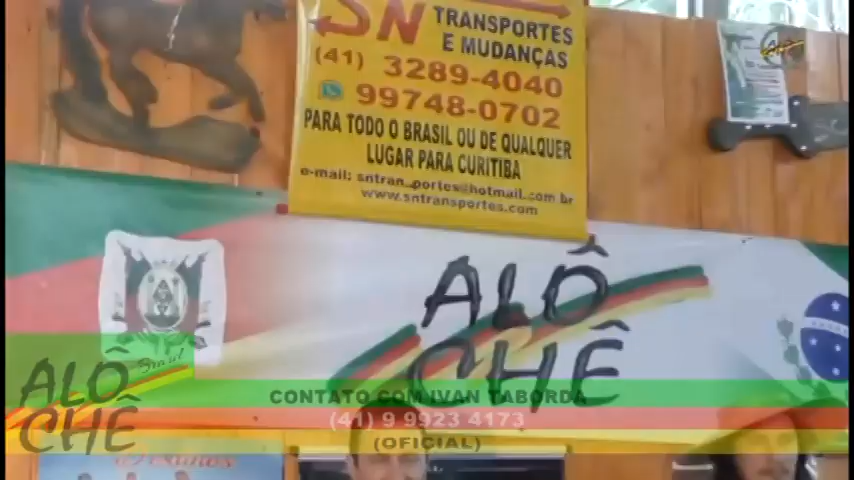 SN TRANSPORTES
E MUDANÇAS
(41) 3289-4040
99748-0702
PARA TODO O BRASIL OU DE QUALQUER
LUGAR PARA CURITIBA
www.sntransportes.com
ALÔ
CHÊ
ALÔ
CHÊ
Brasil
CONTATO COM IVAN TABORDA
(41) 9 9923 4173
(OFICIAL)